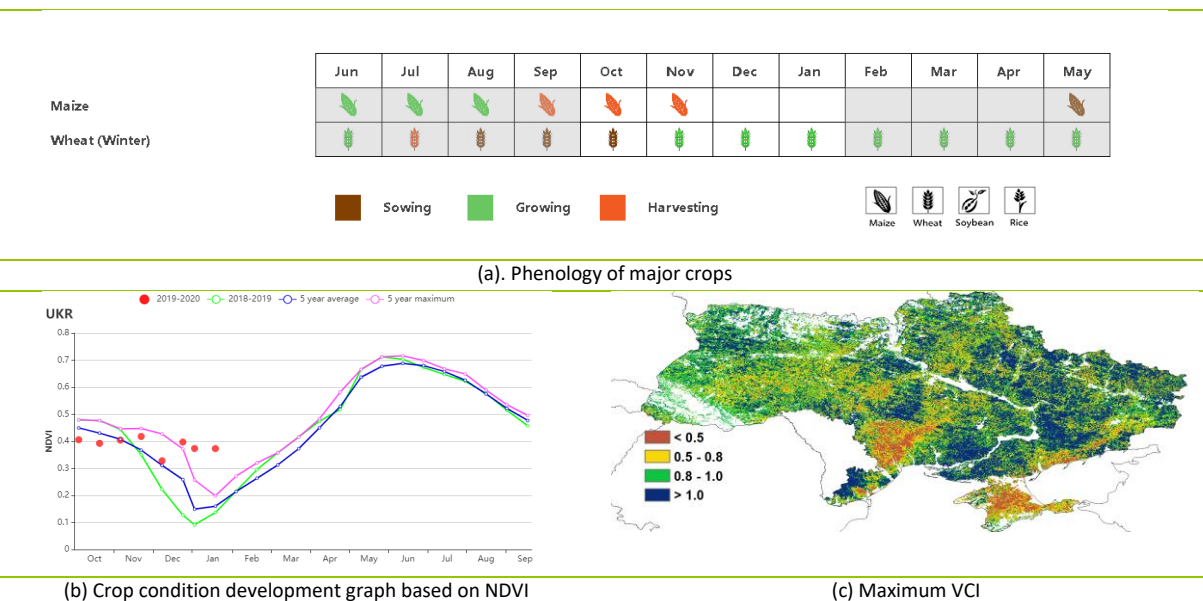 Jun Jul Aug Sep Oct Nov Dec Jan Feb Mar Apr May
Maize
Wheat (Winter)
Sowing Growing Harvesting
Maize Wheat Soybean Rice
(a). Phenology of major crops
2019-2020 2018-2019 5 year average 5 year maximum
UKR
0.8
0.7
0.6
0.5
0.4
0.3
0.2
0.1
0
NDVI
Oct Nov Dec Jan Feb Mar Apr May Jun Jul Aug Sep
< 0.5
0.5 - 0.8
0.8 - 1.0
> 1.0
(b) Crop condition development graph based on NDVI
(c) Maximum VCI